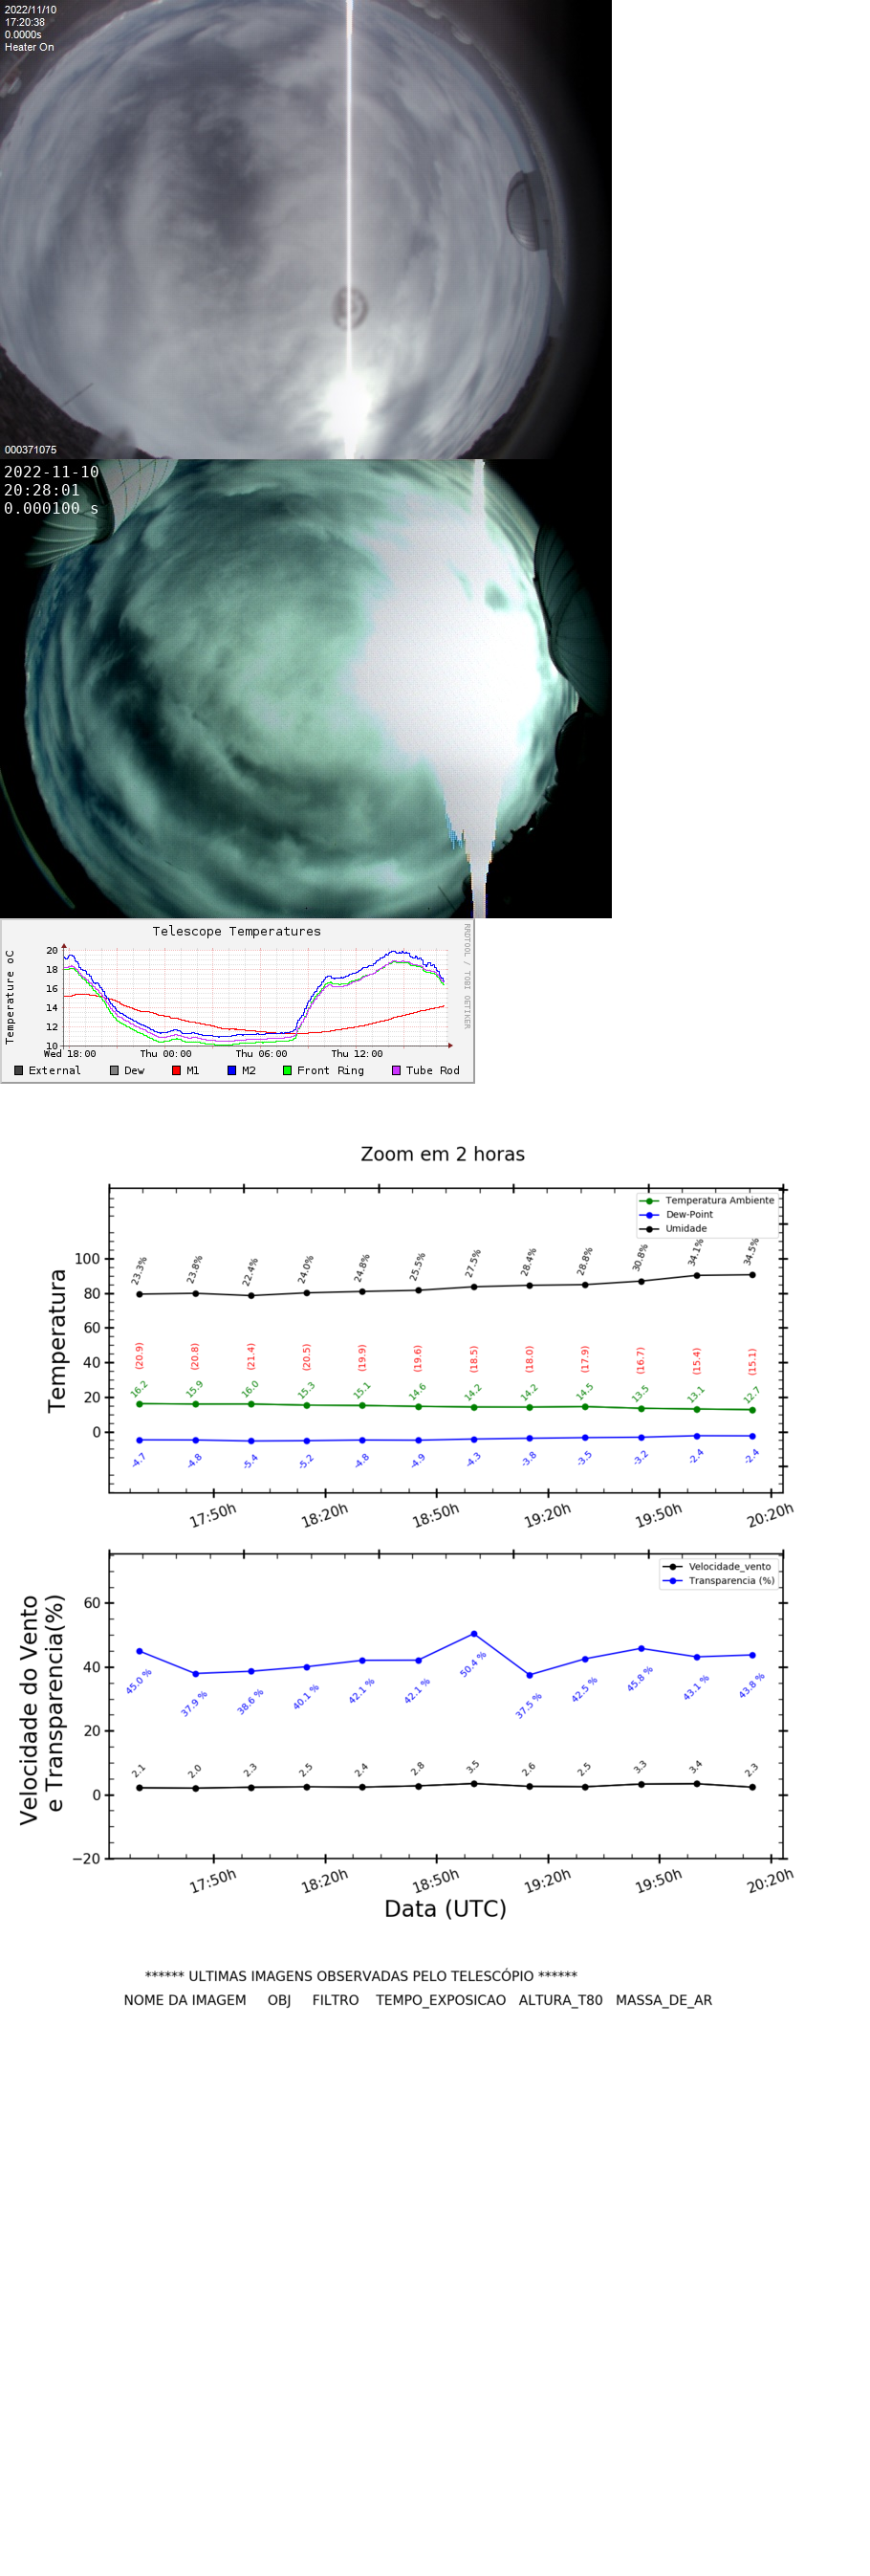 2022/11/10
17:20:38
0.0000s
Heater On
000371075
2022-11-10
20:28:01
0.000100 s
Telescope Temperatures
RRDTOOL / TOBI OETIKER
Temperature oC
20
18
16
14
12
10
Wed 18:00 Thu 00:00 Thu 06:00 Thu 12:00
External Dew M1 M2 Front Ring Tube Rod
Zoom em 2 horas
Temperatura Ambiente
Dew-Point
Umidade
Temperatura
100
80
60
40
20
0
23.3% 23.8% 22.4% 24.0% 24.8% 25.5% 27.5% 28.4% 28.8% 30.8% 34.1% 34.5%
(20.9) (20.8) (21.4) (20.5) (19.9) (19.6) (18.5) (18.0) (17.9) (16.7) (15.4) (15.1)
16.2 15.9 16.0 15.3 15.1 14.6 14.2 14.2 14.5 13.5 13.1 12.7
-4.7 -4.8 -5.4 -5.2 -4.8 -4.9 -4.3 -3.8 -3.5 -3.2 -2.4 -2.4
17:50h 18:20h 18:50h 19:20h 19:50h 20:20h
Velocidade_vento
Transparencia (%)
Velocidade do Vento
e Transparencia(%)
60
40
20
0
−20
45.0 % 37.9 % 38.6 % 40.1 % 42.1 % 42.1 % 50.4 % 37.5 % 42.5 % 45.8 % 43.1 % 43.8 %
2.1 2.0 2.3 2.5 2.4 2.8 3.5 2.6 2.5 3.3 3.4 2.3
17:50h 18:20h 18:50h 19:20h 19:50h 20:20h
Data (UTC)
****** ULTIMAS IMAGENS OBSERVADAS PELO TELESCÓPIO ******
NOME DA IMAGEM OBJ FILTRO TEMPO_EXPOSICAO ALTURA_T80 MASSA_DE_AR